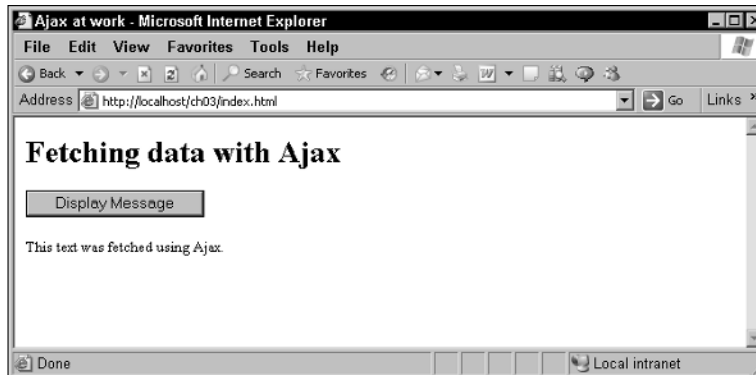 Ajax at work - Microsoft Internet Explorer
File Edit View Favorites Tools Help
Back Search Favorites
Address http://localhost/ch03/index.html Go Links »
Fetching data with Ajax
Display Message
This text was fetched using Ajax.
Done Local intranet